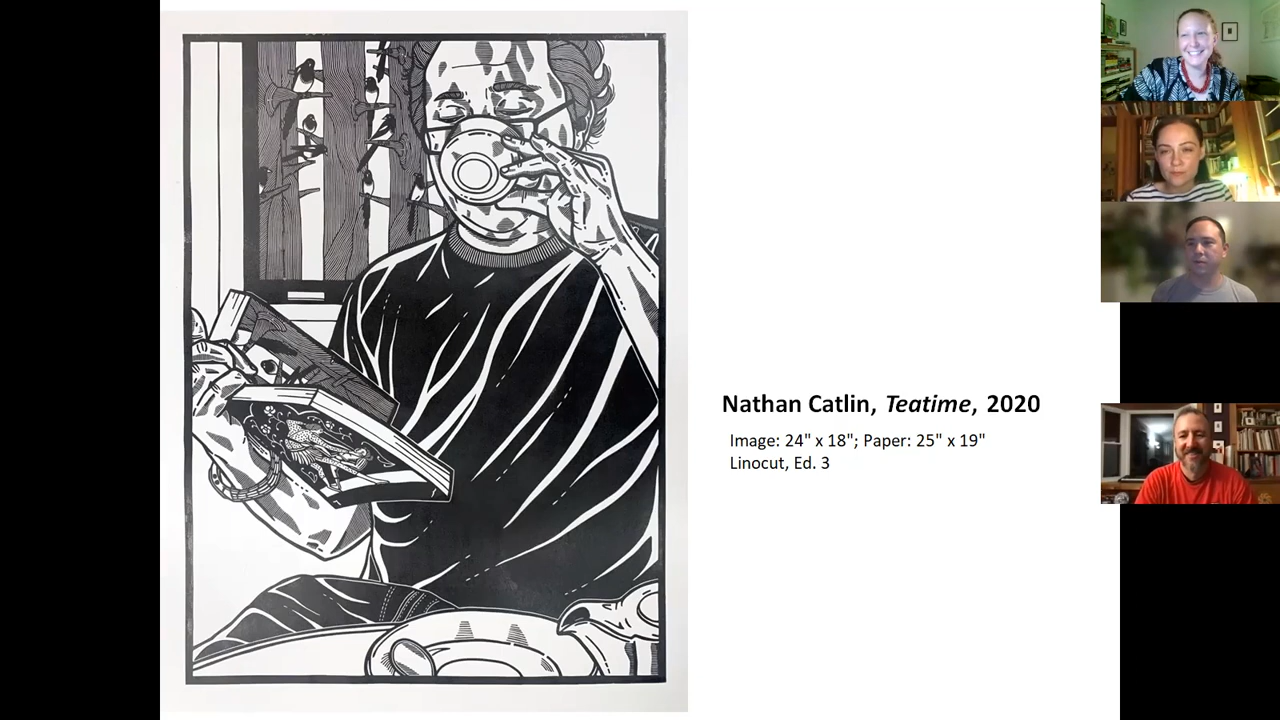 Nathan Catlin, Teatime, 2020
Image: 24" x 18"; Paper: 25" x 19"
Linocut, Ed. 3